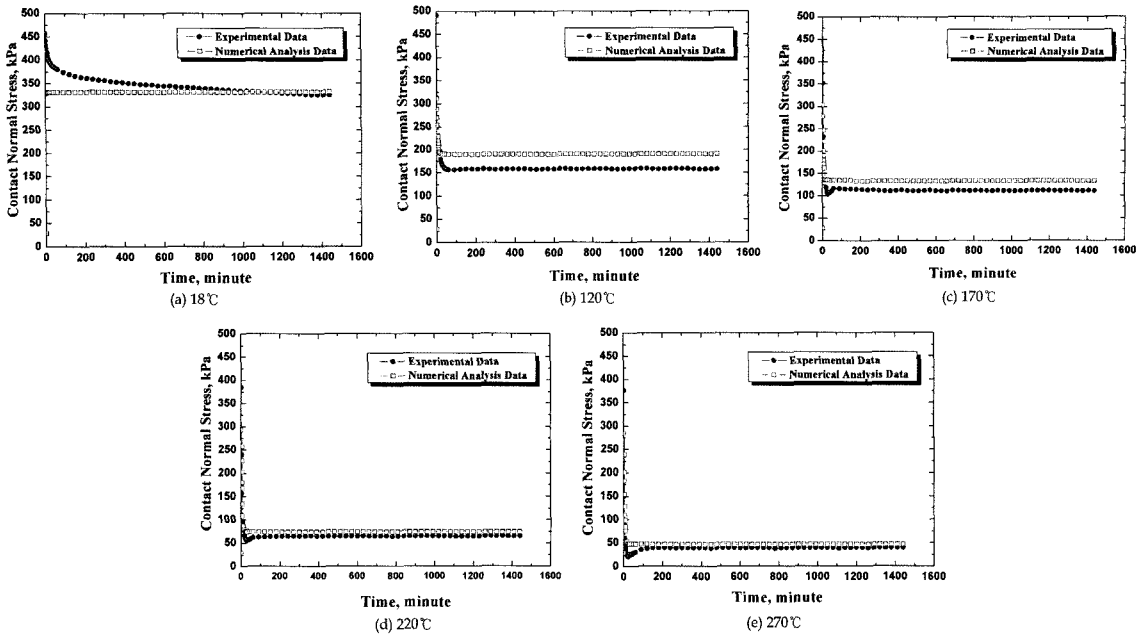 Contact Normal Stress, kPa
500
450
400
350
300
250
200
150
100
50
0
Experimental Data
Numerical Analysis Data
0 200 400 600 800 1000 1200 1400 1600
Time, minute
(a) 18℃
Contact Normal Stress, kPa
500
450
400
350
300
250
200
150
100
50
0
Experimental Data
Numerical Analysis Data
0 200 400 600 800 1000 1200 1400 1600
Time, minute
(b) 120℃
Contact Normal Stress, kPa
500
450
400
350
300
250
200
150
100
50
0
Experimental Data
Numerical Analysis Data
0 200 400 600 800 1000 1200 1400 1600
Time, minute
(c) 170℃
Contact Normal Stress, kPa
500
450
400
350
300
250
200
150
100
50
0
Experimental Data
Numerical Analysis Data
0 200 400 600 800 1000 1200 1400 1600
Time, minute
(d) 220℃
Contact Normal Stress, kPa
500
450
400
350
300
250
200
150
100
50
0
Experimental Data
Numerical Analysis Data
0 200 400 600 800 1000 1200 1400 1600
Time, minute
(e) 270℃